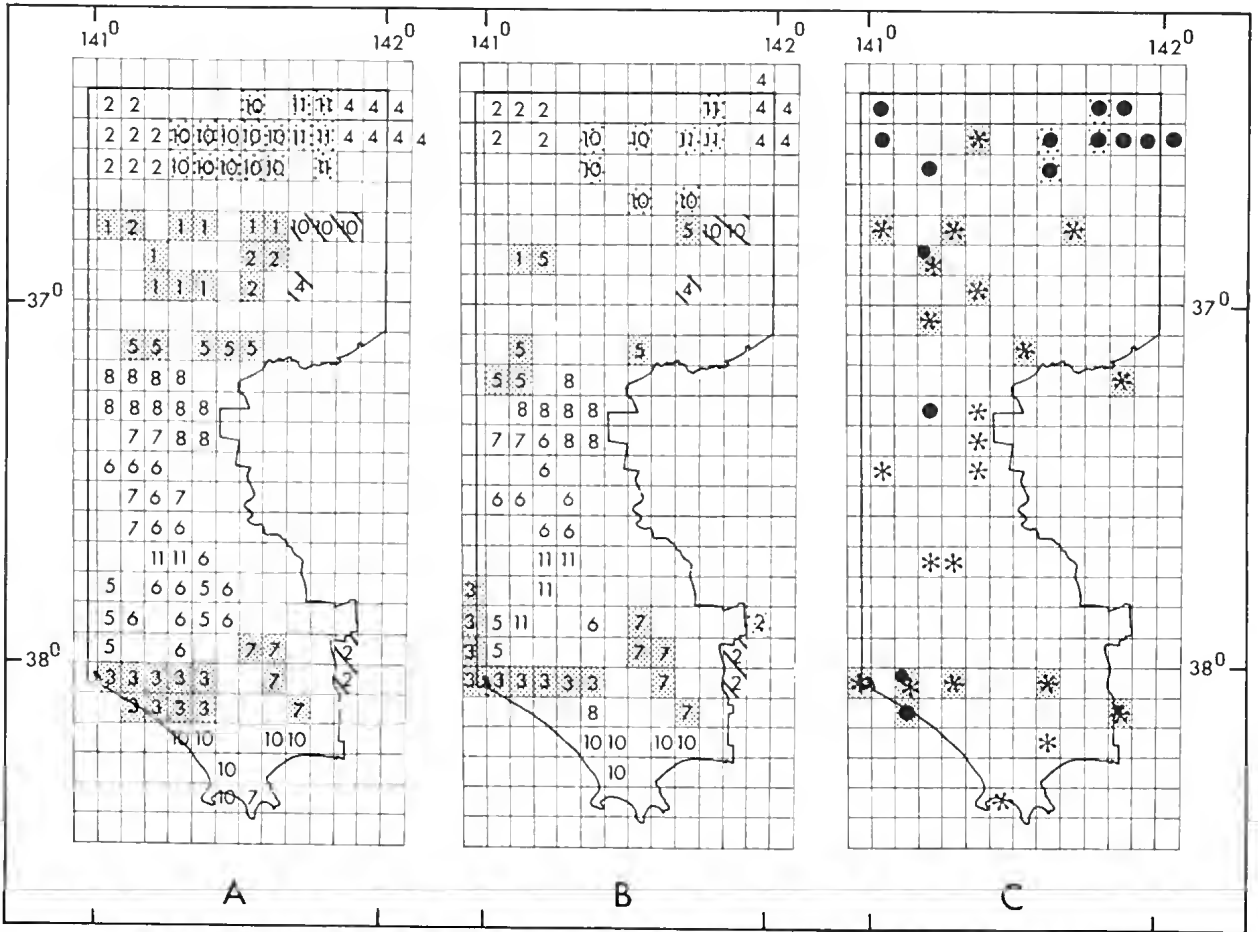 141⁰ 142⁰ 141⁰ 142⁰ 141⁰ 142⁰
4
2 2 10 11 11 4 4 4 2 2 2 11 4 4
2 2 2 10 10 10 10 10 11 11 4 4 4 4 2 2 10 10 11 11 4 4
2 2 2 10 10 10 10 10 11 10
10 10
1 2 1 1 1 1 10 10 10 5 10 10
1 2 2 1 5
1 1 1 2 4 4
37⁰ 37⁰
5 5 5 5 5 5 5
8 8 8 8 5 5 8
8 8 8 8 8 8 8 8 8
7 7 8 8 7 7 6 8 8
6 6 6 6
7 6 7 6 6 6
7 6 6 6 6
11 11 6 11 11
5 6 6 5 6 3 11
5 6 6 5 6 3 5 11 6 7 2
38⁰ 5 6 7 7 2 3 5 7 7 2 38⁰
3 3 3 3 3 7 2 3 3 3 3 3 3 7 2
3 3 3 3 7 8 7
10 10 10 10 10 10 10 10
10 10
10 7
A B C